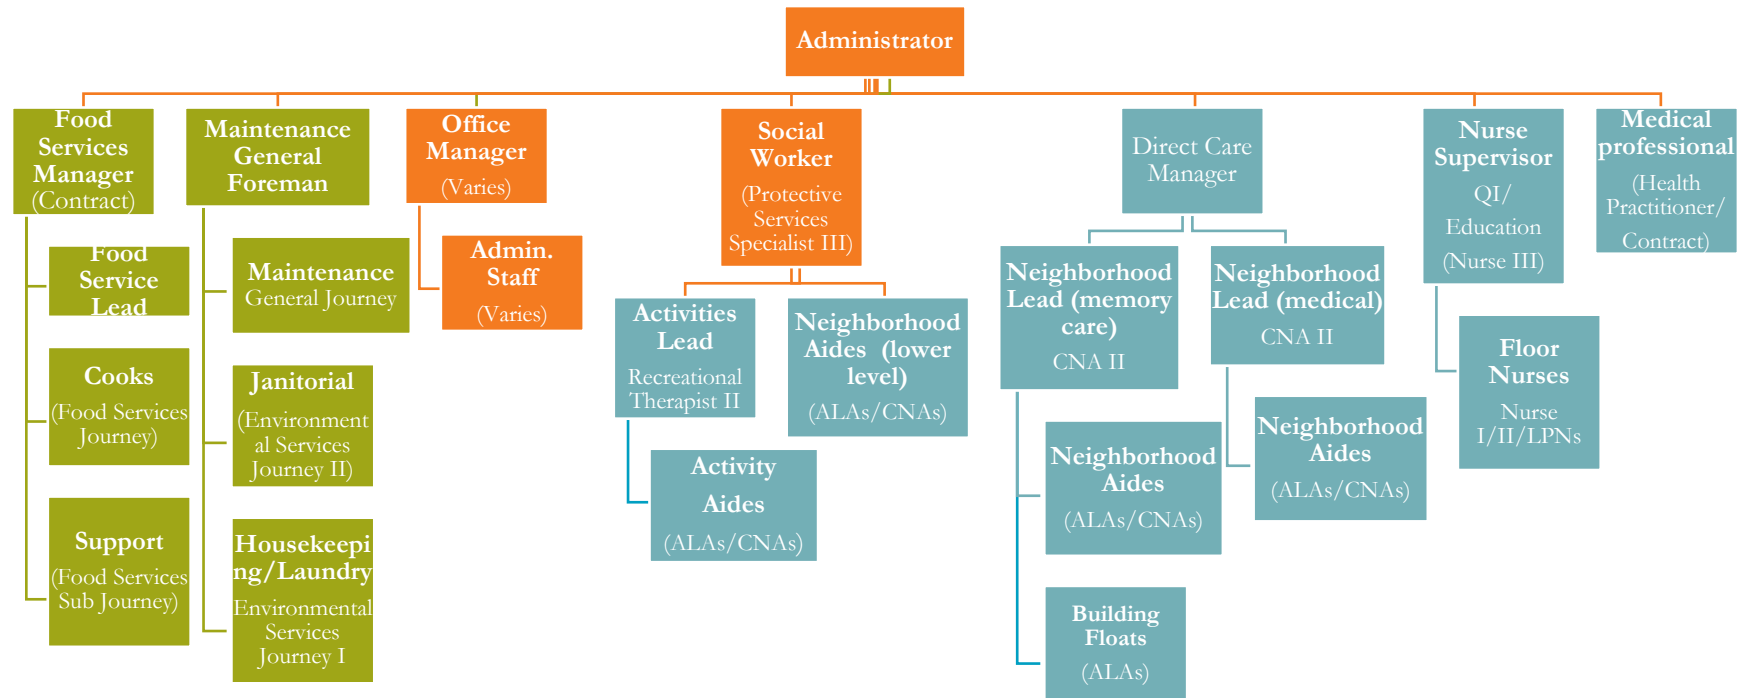 Administrator
Food
Services
Manager
(Contract)
Food
Service
Lead
Cooks
(Food Services
Journey)
Support
(Food Services
Sub Journey)
Maintenance
General
Foreman
Maintenance
General Journey
Janitorial
(Environment
al Services
Journey II)
Housekeepi
ng/Laundry
Environmental
Services
Journey I
Office
Manager
(Varies)
Admin.
Staff
(Varies)
Social
Worker
(Protective
Services
Specialist III)
Activities
Lead
Recreational
Therapist II
Activity
Aides
(ALAs/CNAs)
Neighborhood
Aides (lower
level)
(ALAs/CNAs)
Direct Care
Manager
Neighborhood
Lead (memory
care)
CNA II
Neighborhood
Aides
(ALAs/CNAs)
Building
Floats
(ALAs)
Neighborhood
Lead (medical)
CNA II
Neighborhood
Aides
(ALAs/CNAs)
Nurse
Supervisor
QI/
Education
(Nurse III)
Floor
Nurses
Nurse
I/II/LPNs
Medical
professional
(Health
Practitioner/
Contract)